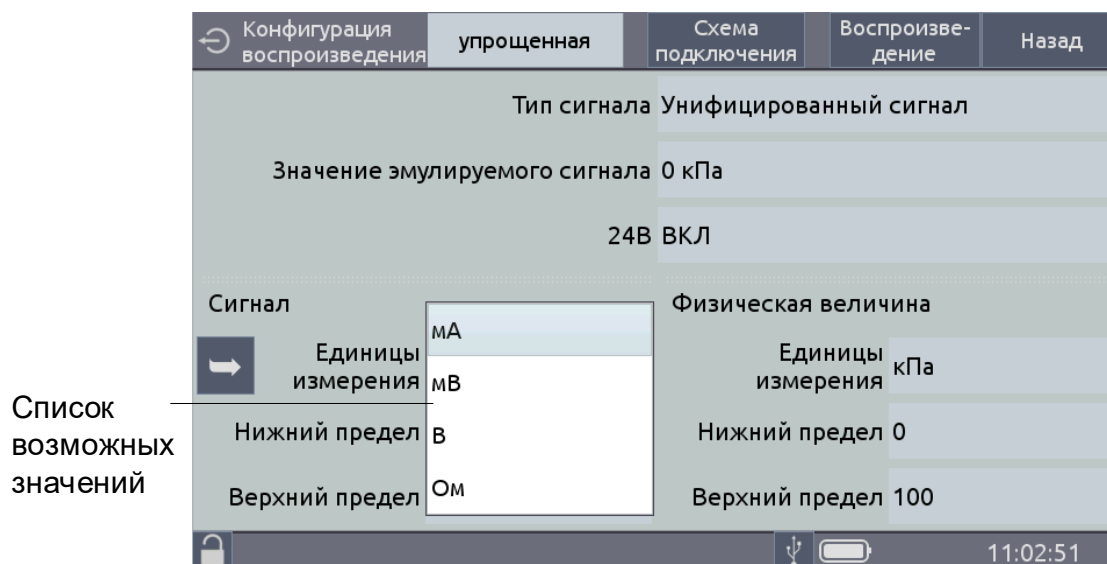 Конфигурация
воспроизведения
упрощенная
Схема
подключения
Воспроизве-
дение
Назад
Тип сигнала Унифицированный сигнал
Значение эмулируемого сигнала 0 кПа
24В ВКЛ
Сигнал
Физическая величина
Единицы
измерения
мА
мВ
В
Ом
Единицы
измерения
кПа
Нижний предел
Нижний предел 0
Верхний предел
Верхний предел 100
Список
возможных
значений
11:02:51